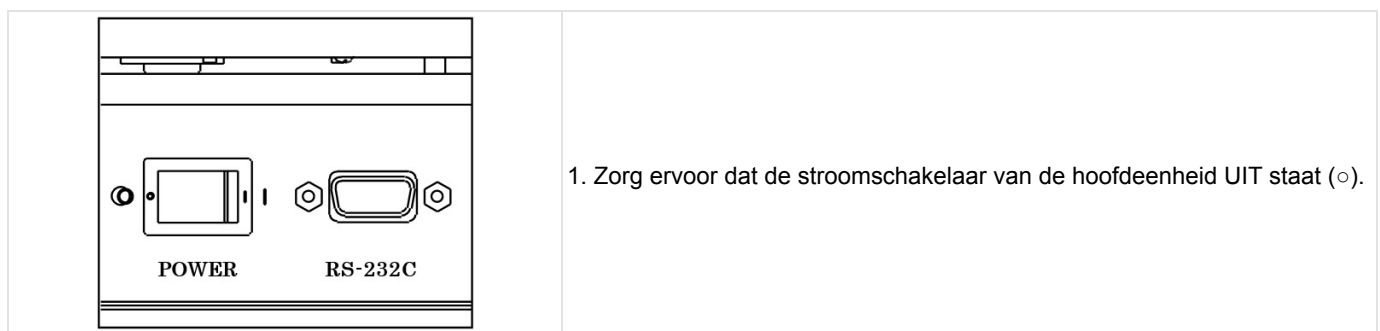 1. Zorg ervoor dat de stroomschakelaar van de hoofdeenheid UIT staat (○).
POWER
RS-232C